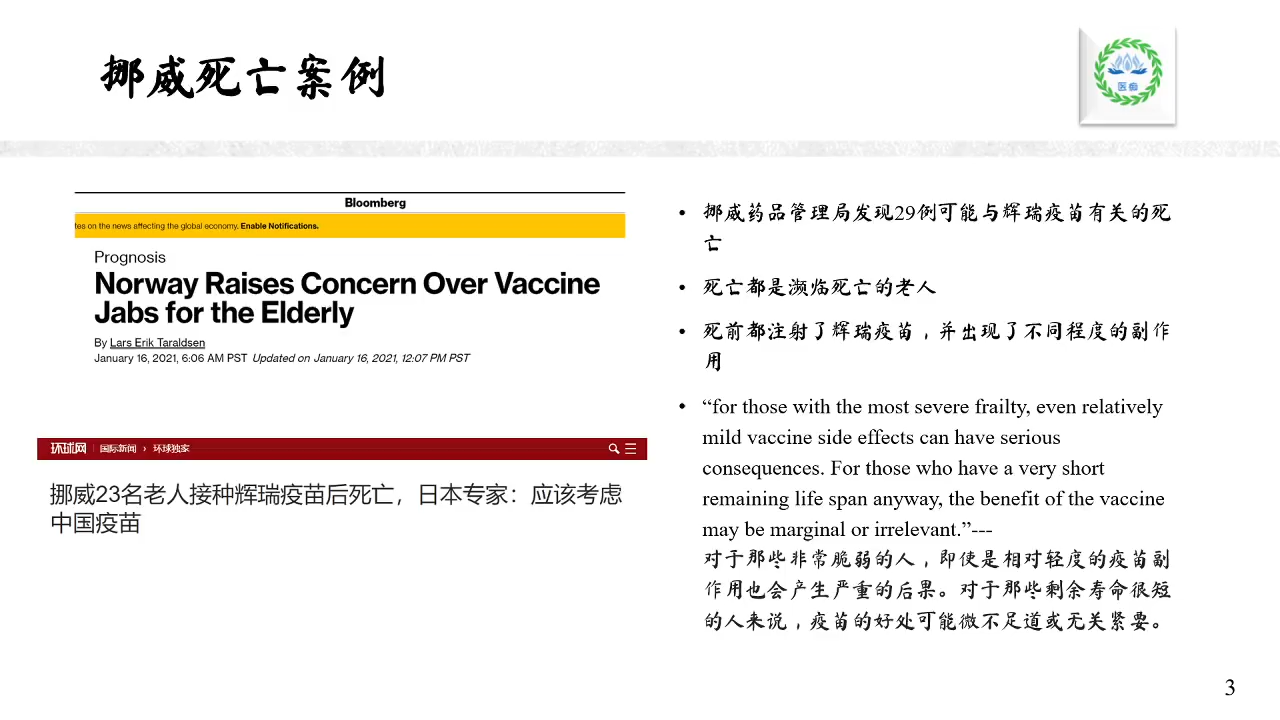 挪威死亡案例
医痴
Bloomberg
tes on the news affecting the global economy. Enable Notifications.
Prognosis
Norway Raises Concern Over Vaccine
Jabs for the Elderly
By Lars Erik Taraldsen
January 16, 2021, 6:06 AM PST Updated on January 16, 2021, 12:07 PM PST
环球网 | 国际新闻 › 环球独家
挪威23名老人接种辉瑞疫苗后死亡，日本专家：应该考虑
中国疫苗
• 挪威药品管理局发现29例可能与辉瑞疫苗有关的死
亡
• 死亡都是濒临死亡的老人
• 死前都注射了辉瑞疫苗，并出现了不同程度的副作
用
• “for those with the most severe frailty, even relatively
mild vaccine side effects can have serious
consequences. For those who have a very short
remaining life span anyway, the benefit of the vaccine
may be marginal or irrelevant.”---
对于那些非常脆弱的人，即使是相对轻度的疫苗副
作用也会产生严重的后果。对于那些剩余寿命很短
的人来说，疫苗的好处可能微不足道或无关紧要。
3